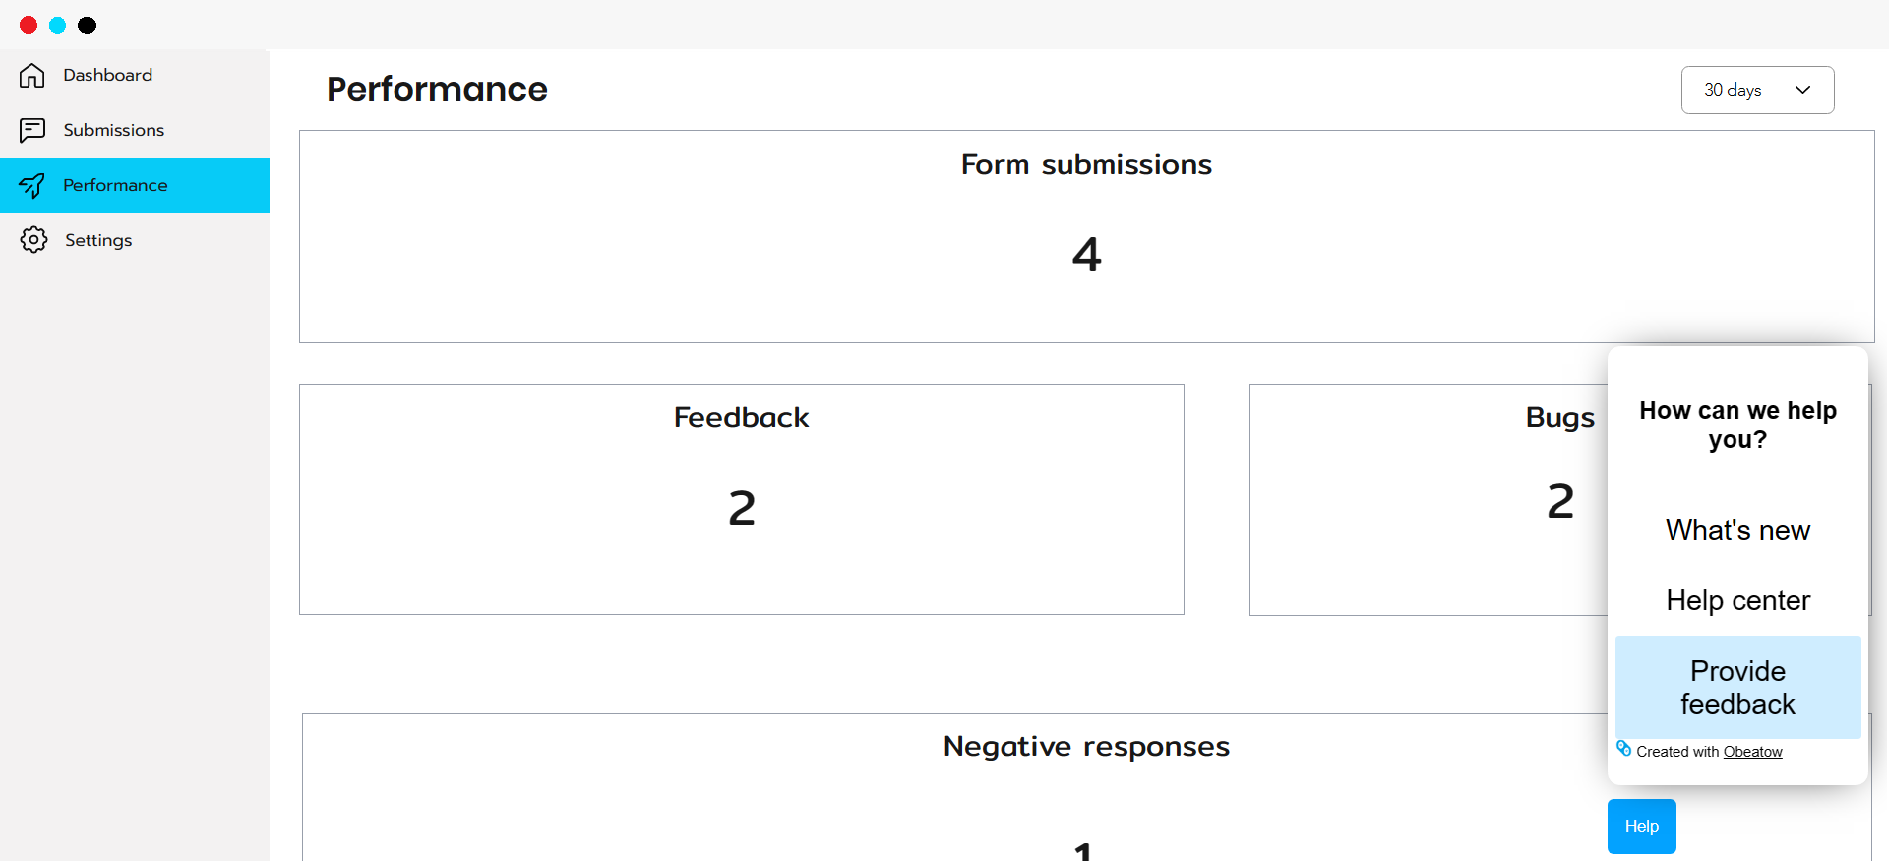 Dashboard
Submissions
Performance
Settings
Performance
30 days
Form submissions
4
Feedback
2
Bugs
2
Negative responses
1
How can we help
you?
What's new
Help center
Provide
feedback
Created with Obeatow
Help